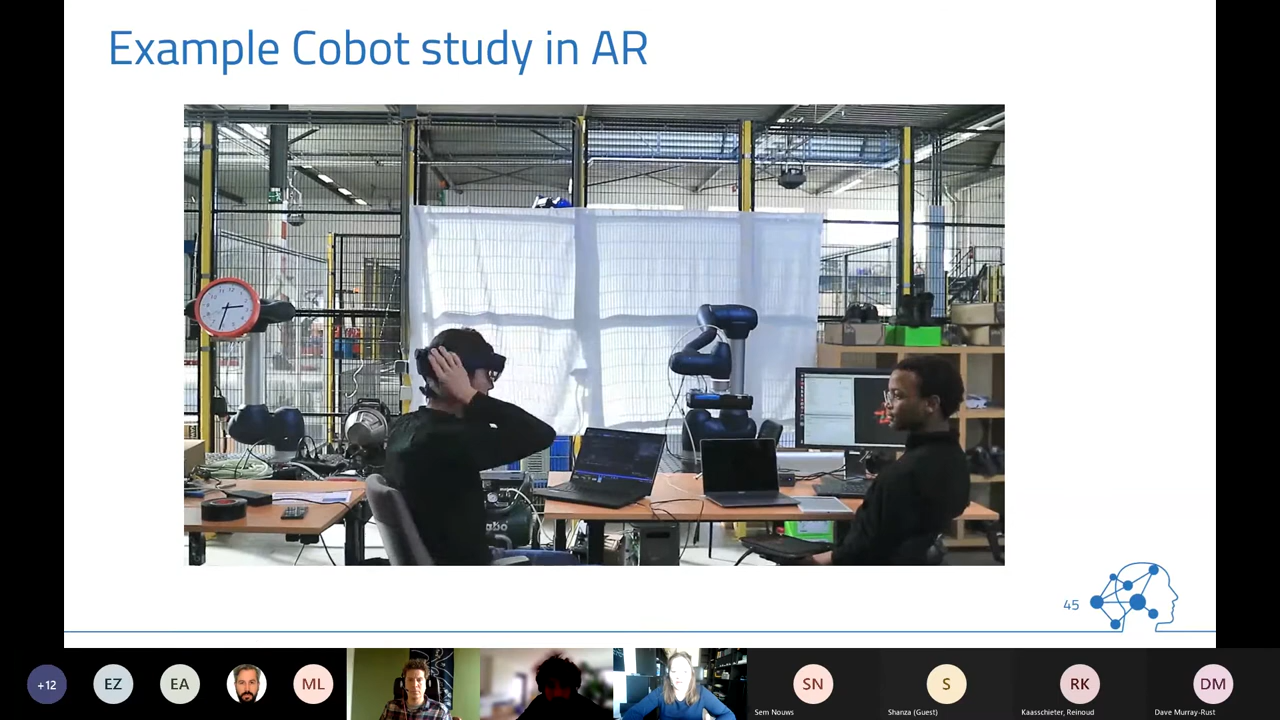 Example Cobot study in AR
45
+12
EZ
EA
ML
SN
S
RK
DM
Sem Nouws
Shanza (Guest)
Kaasschieter, Reinoud
Dave Murray-Rust